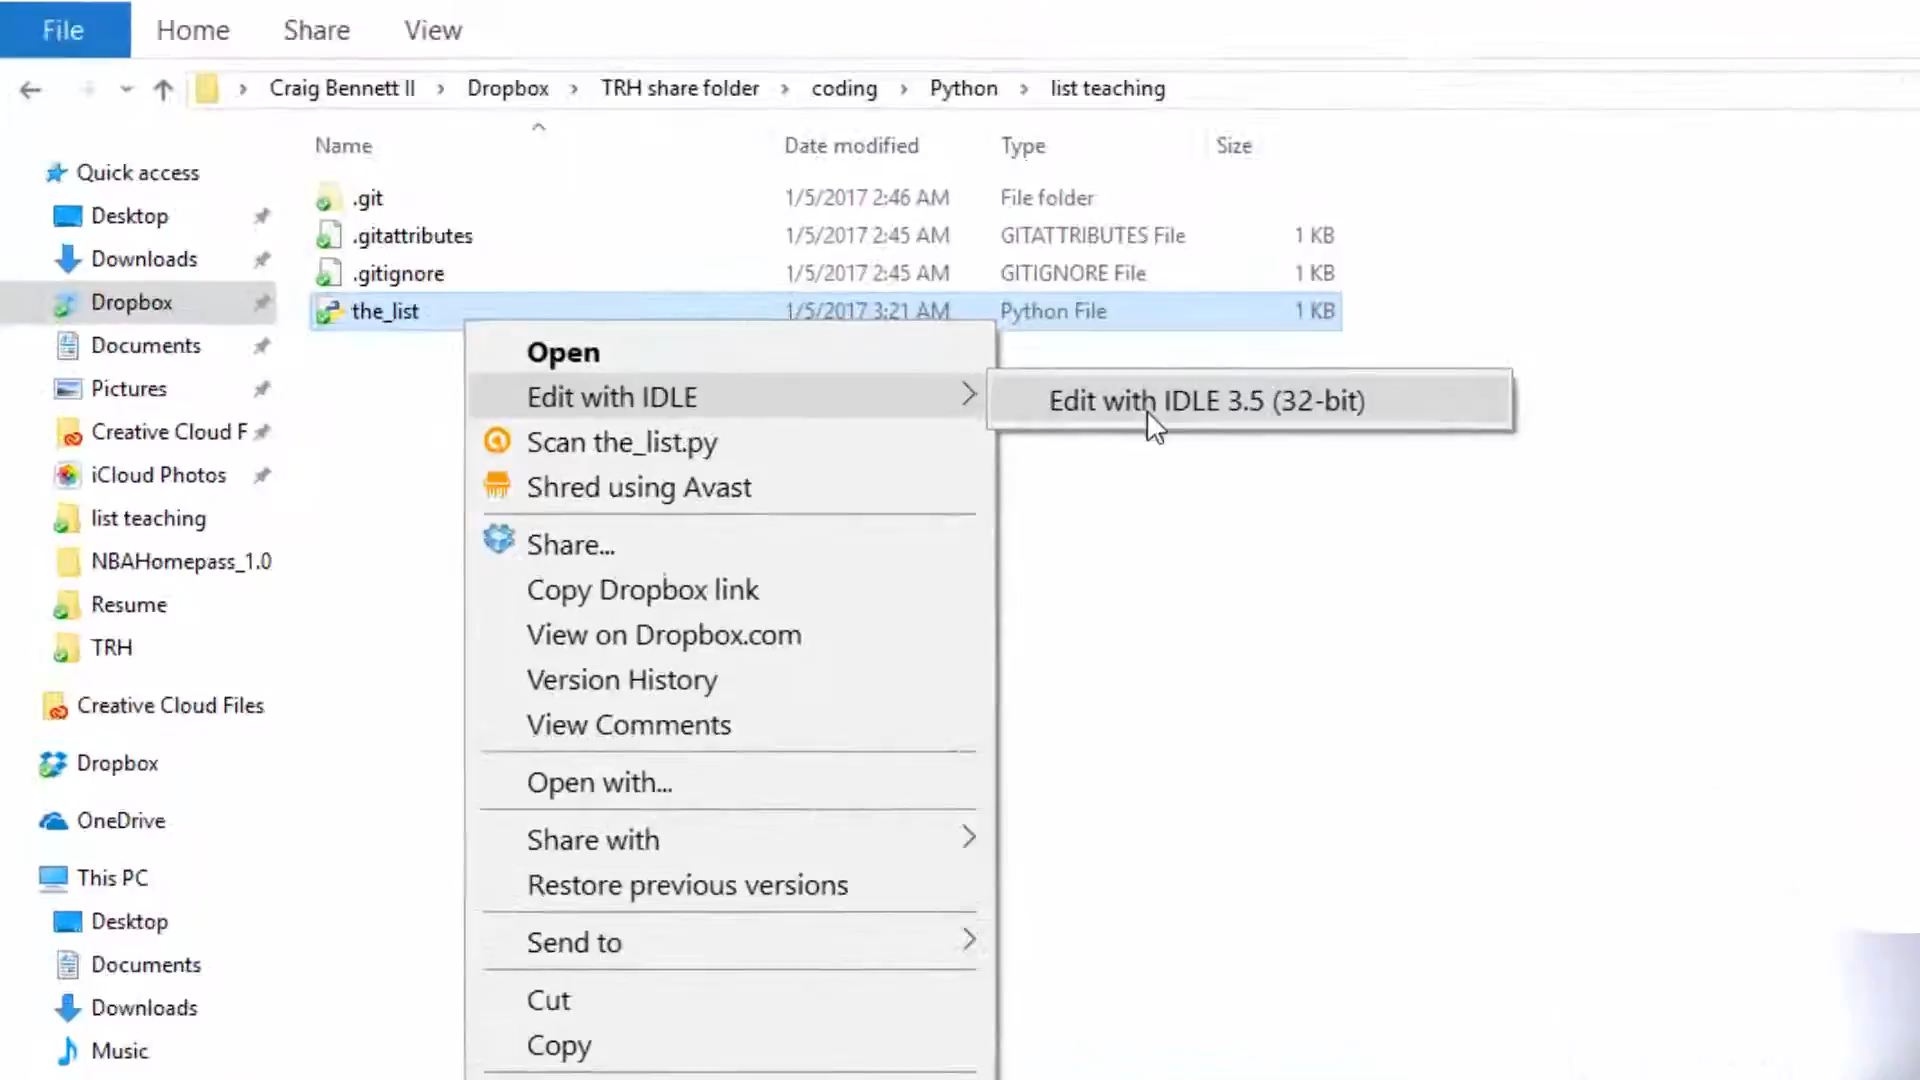 File Home Share View
Craig Bennett II Dropbox TRH share folder coding Python list teaching
Name Date modified Type Size
Quick access
Desktop
Downloads
Dropbox
Documents
Pictures
Creative Cloud F
iCloud Photos
list teaching
NBAHomepass_1.0
Resume
TRH
Creative Cloud Files
Dropbox
OneDrive
This PC
Desktop
Documents
Downloads
Music
.git 1/5/2017 2:46 AM File folder
.gitattributes 1/5/2017 2:45 AM GITATTRIBUTES File 1 KB
.gitignore 1/5/2017 2:45 AM GITIGNORE File 1 KB
the_list 1/5/2017 3:21 AM Python File 1 KB
Open
Edit with IDLE
Edit with IDLE 3.5 (32-bit)
Scan the_list.py
Shred using Avast
Share...
Copy Dropbox link
View on Dropbox.com
Version History
View Comments
Open with...
Share with
Restore previous versions
Send to
Cut
Copy